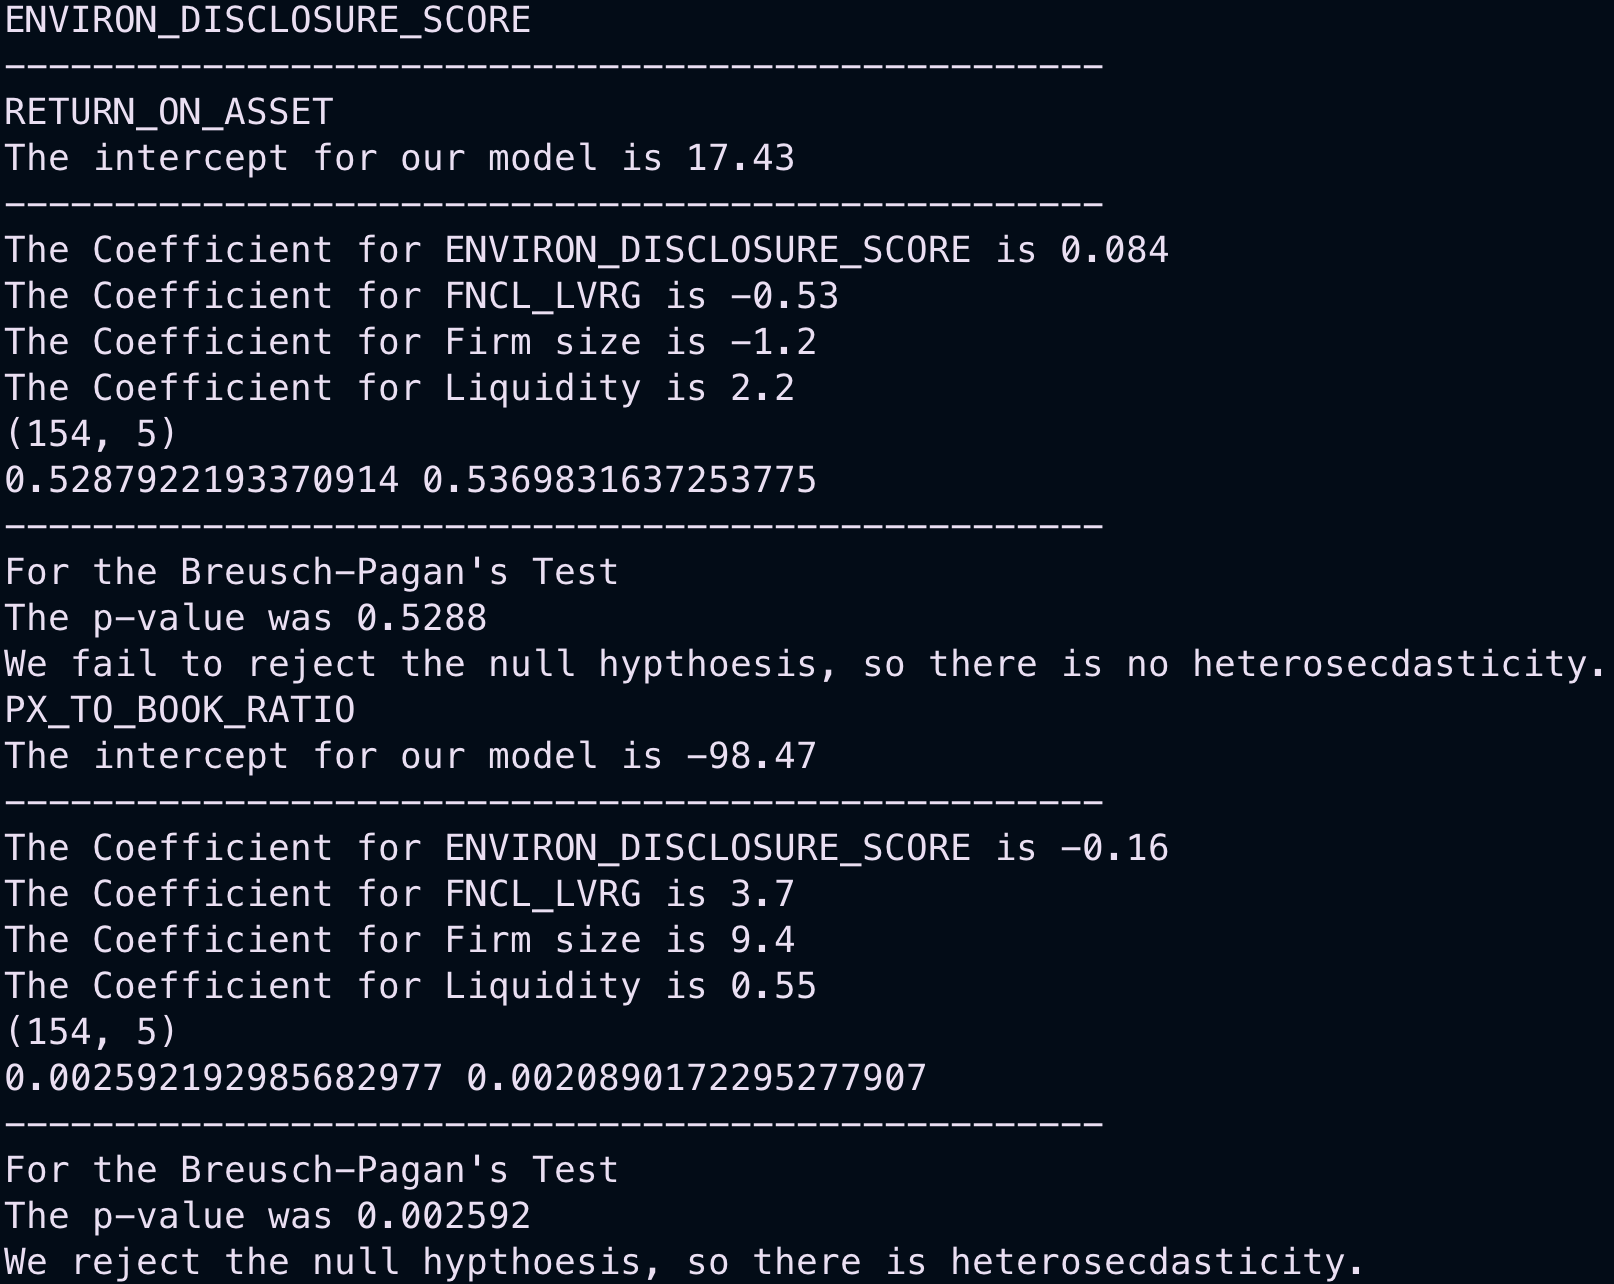 ENVIRON_DISCLOSURE_SCORE
--------------------------------------------------
RETURN_ON_ASSET
The intercept for our model is 17.43
--------------------------------------------------
The Coefficient for ENVIRON_DISCLOSURE_SCORE is 0.084
The Coefficient for FNCL_LVRG is -0.53
The Coefficient for Firm size is -1.2
The Coefficient for Liquidity is 2.2
(154, 5)
0.5287922193370914 0.5369831637253775
--------------------------------------------------
For the Breusch-Pagan's Test
The p-value was 0.5288
We fail to reject the null hypthoesis, so there is no heterosecdasticity.
PX_TO_BOOK_RATIO
The intercept for our model is -98.47
--------------------------------------------------
The Coefficient for ENVIRON_DISCLOSURE_SCORE is -0.16
The Coefficient for FNCL_LVRG is 3.7
The Coefficient for Firm size is 9.4
The Coefficient for Liquidity is 0.55
(154, 5)
0.002592192985682977 0.0020890172295277907
--------------------------------------------------
For the Breusch-Pagan's Test
The p-value was 0.002592
We reject the null hypthoesis, so there is heterosecdasticity.